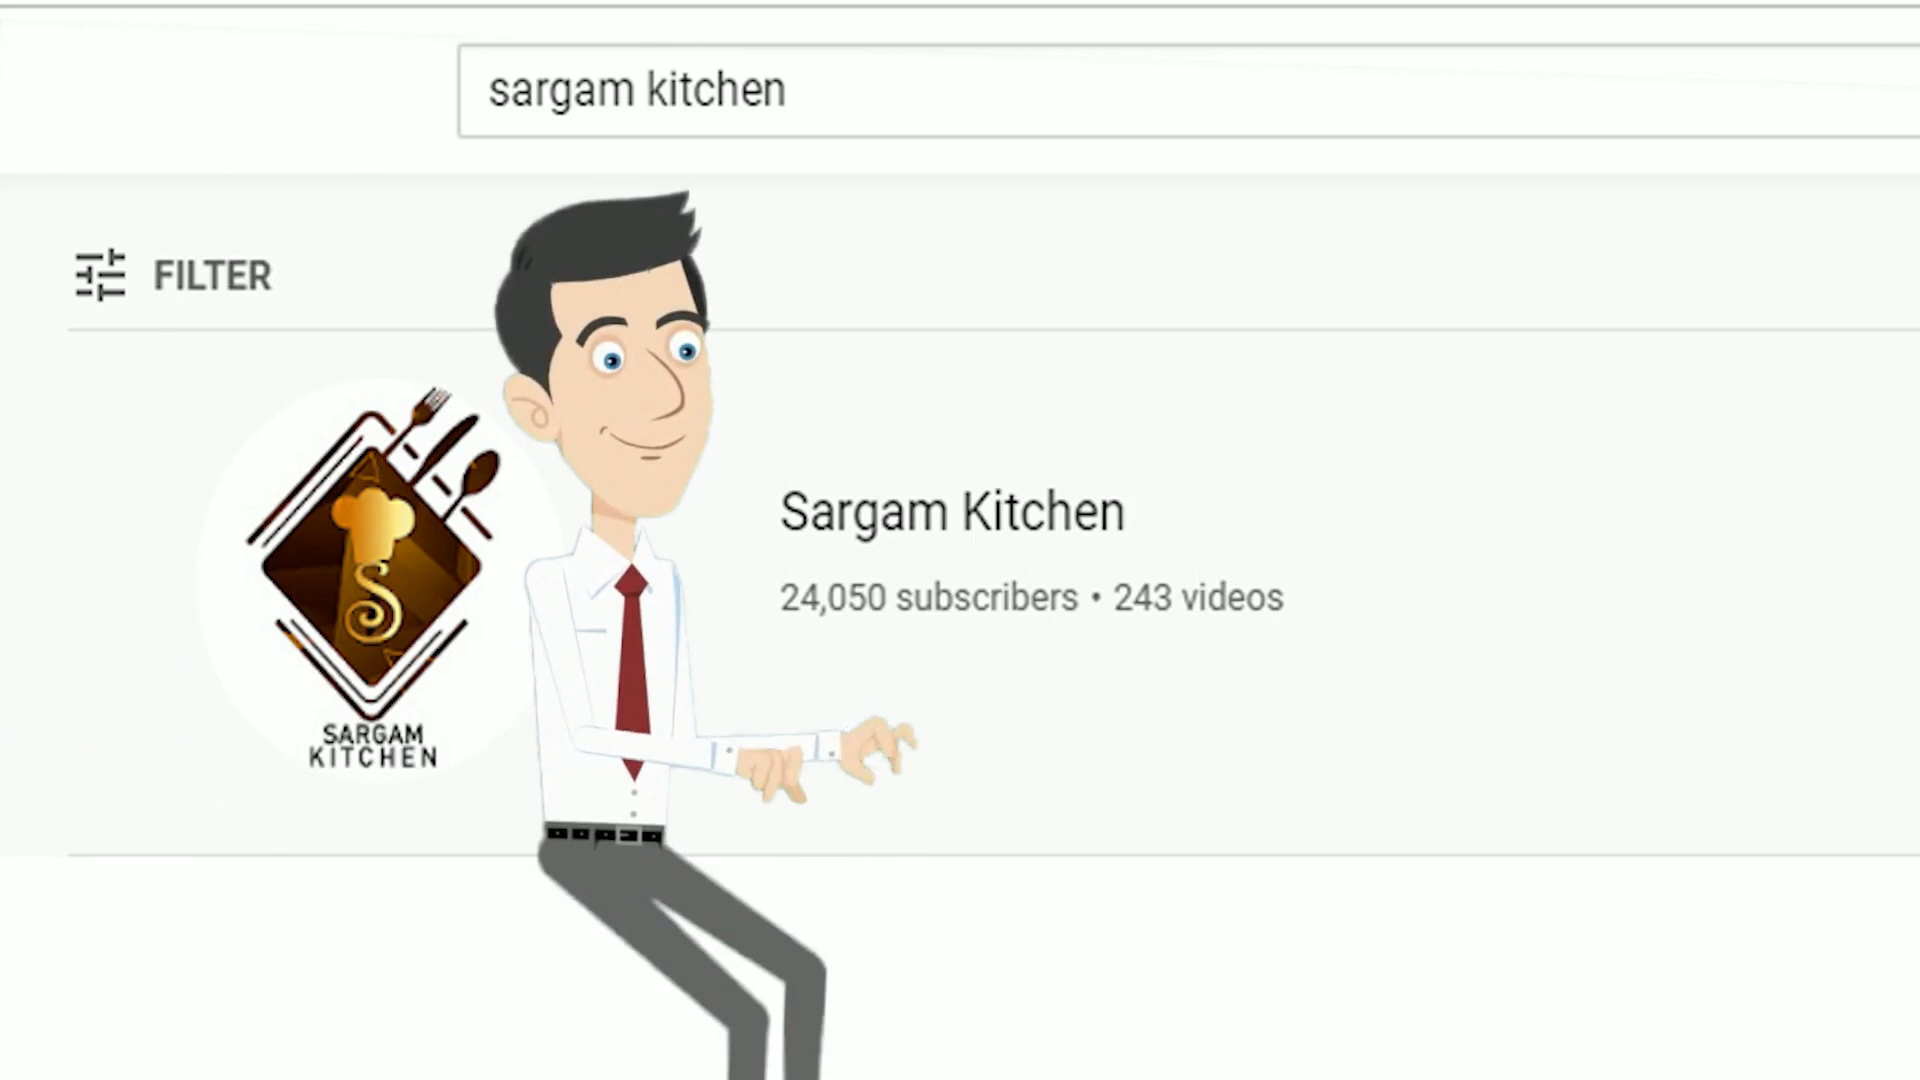 sargam kitchen
FILTER
Sargam Kitchen
24,050 subscribers • 243 videos
S
SARGAM
KITCHEN